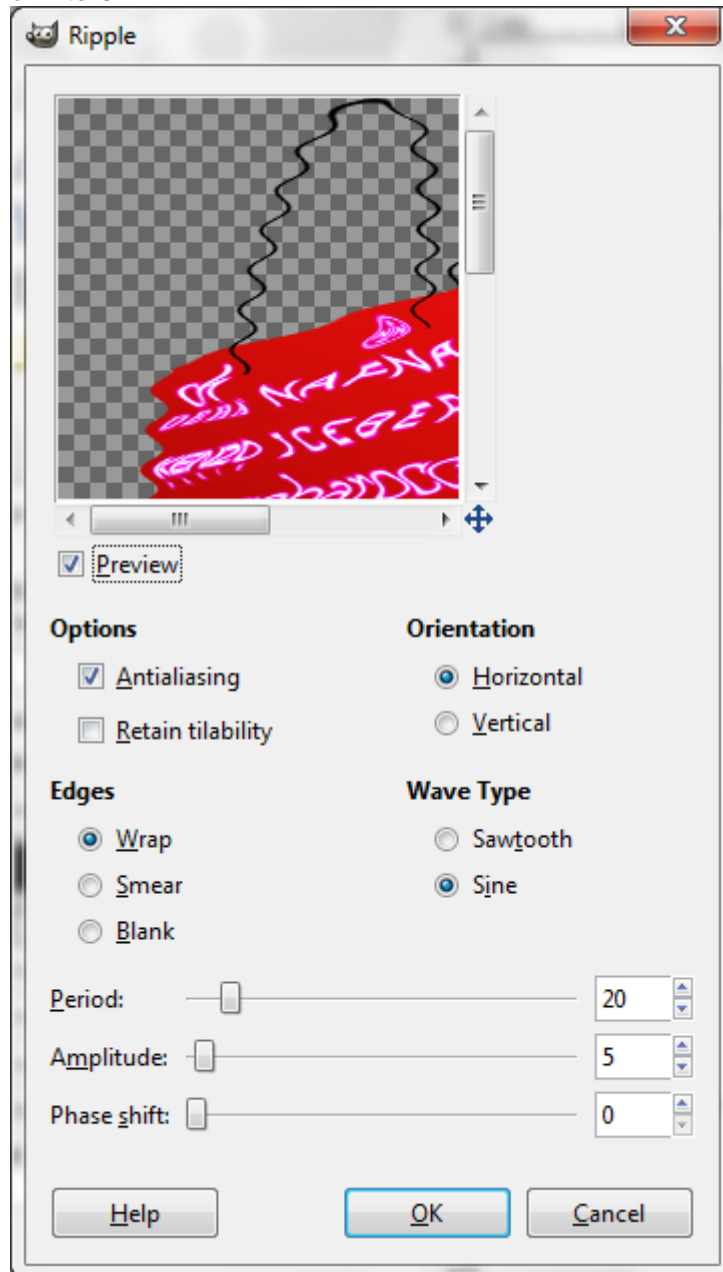 Ripple
Preview
Options
Orientation
Antialiasing
Horizontal
Retain tilability
Vertical
Edges
Wave Type
Wrap
Sawtooth
Smear
Sine
Blank
Period: 20
Amplitude: 5
Phase shift: 0
Help
OK
Cancel